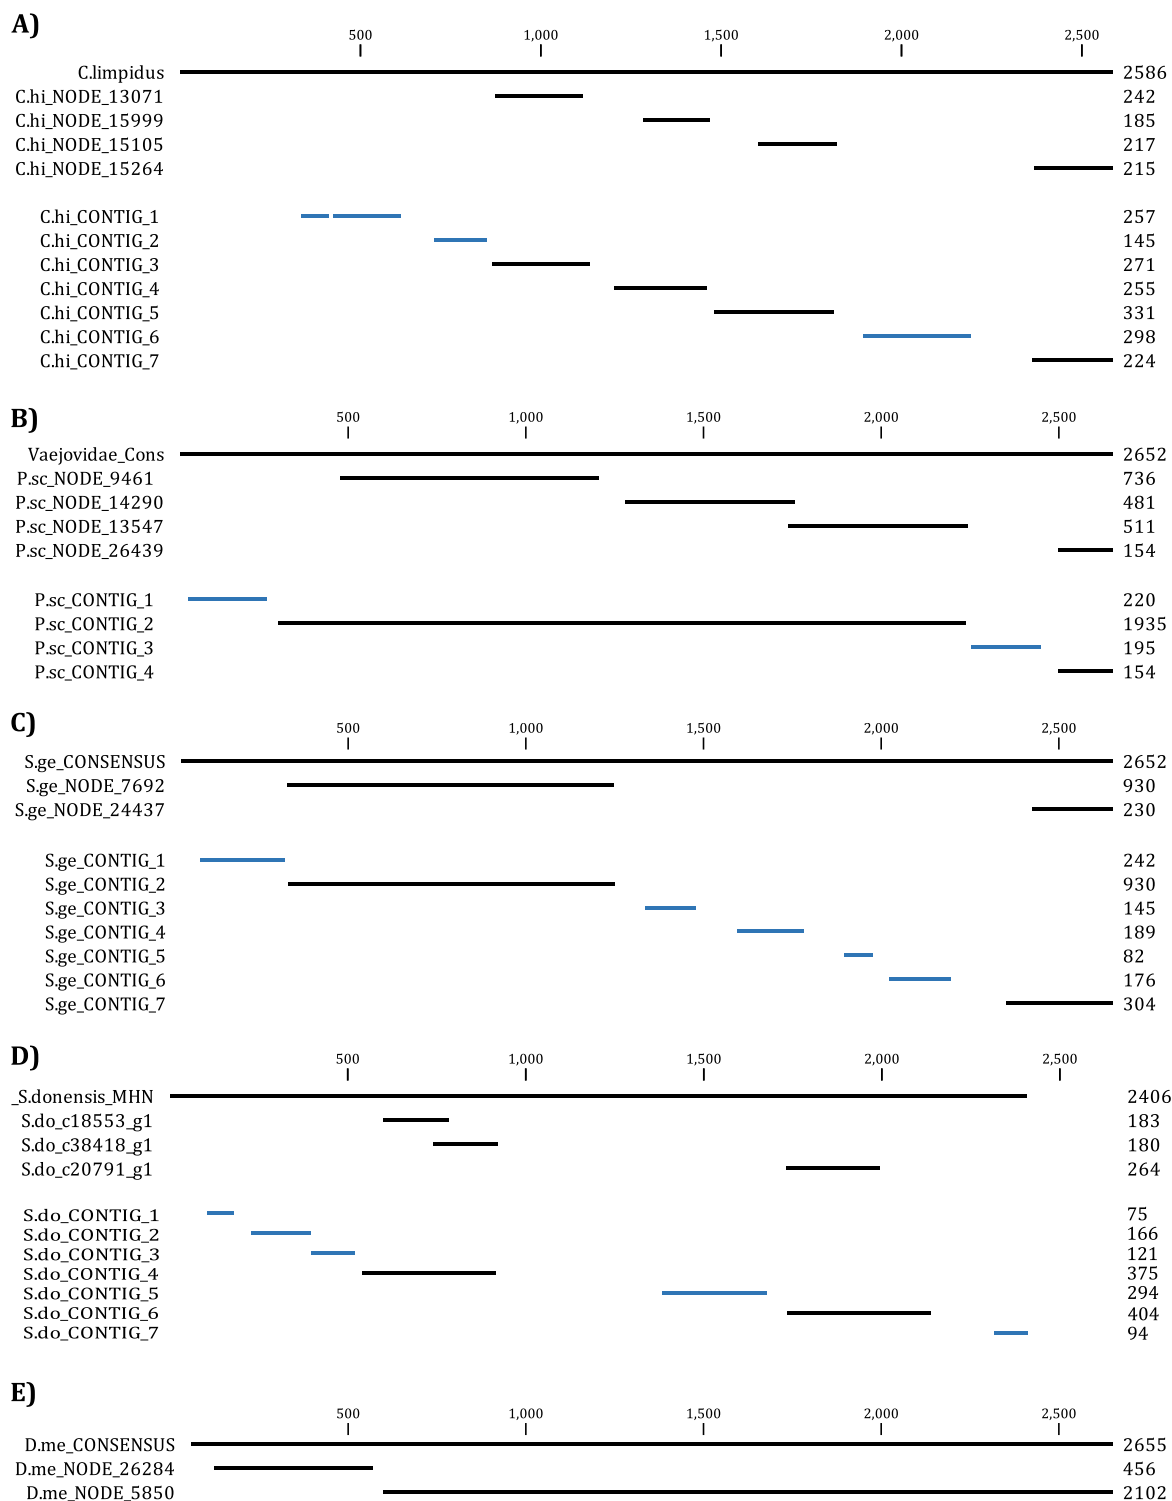 A)
500 1,000 1,500 2,000 2,500
C.limpidus 2586
C.hi_NODE_13071 242
C.hi_NODE_15999 185
C.hi_NODE_15105 217
C.hi_NODE_15264 215
C.hi_CONTIG_1 257
C.hi_CONTIG_2 145
C.hi_CONTIG_3 271
C.hi_CONTIG_4 255
C.hi_CONTIG_5 331
C.hi_CONTIG_6 298
C.hi_CONTIG_7 224
B)
500 1,000 1,500 2,000 2,500
Vaejovidae_Cons 2652
P.sc_NODE_9461 736
P.sc_NODE_14290 481
P.sc_NODE_13547 511
P.sc_NODE_26439 154
P.sc_CONTIG_1 220
P.sc_CONTIG_2 1935
P.sc_CONTIG_3 195
P.sc_CONTIG_4 154
C)
500 1,000 1,500 2,000 2,500
S.ge_CONSENSUS 2652
S.ge_NODE_7692 930
S.ge_NODE_24437 230
S.ge_CONTIG_1 242
S.ge_CONTIG_2 930
S.ge_CONTIG_3 145
S.ge_CONTIG_4 189
S.ge_CONTIG_5 82
S.ge_CONTIG_6 176
S.ge_CONTIG_7 304
D)
500 1,000 1,500 2,000 2,500
_S.donensis_MHN 2406
S.do_c18553_g1 183
S.do_c38418_g1 180
S.do_c20791_g1 264
S.do_CONTIG_1 75
S.do_CONTIG_2 166
S.do_CONTIG_3 121
S.do_CONTIG_4 375
S.do_CONTIG_5 294
S.do_CONTIG_6 404
S.do_CONTIG_7 94
E)
500 1,000 1,500 2,000 2,500
D.me_CONSENSUS 2655
D.me_NODE_26284 456
D.me_NODE_5850 2102